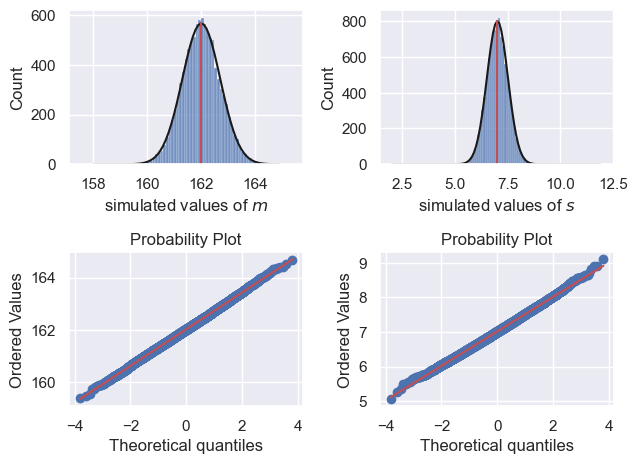 600
400
200
0
Count
158 160 162 164
simulated values of m
800
600
400
200
0
Count
2.5 5.0 7.5 10.0 12.5
simulated values of s
Probability Plot
164
162
160
Ordered Values
−4 −2 0 2 4
Theoretical quantiles
Probability Plot
9
8
7
6
5
Ordered Values
−4 −2 0 2 4
Theoretical quantiles